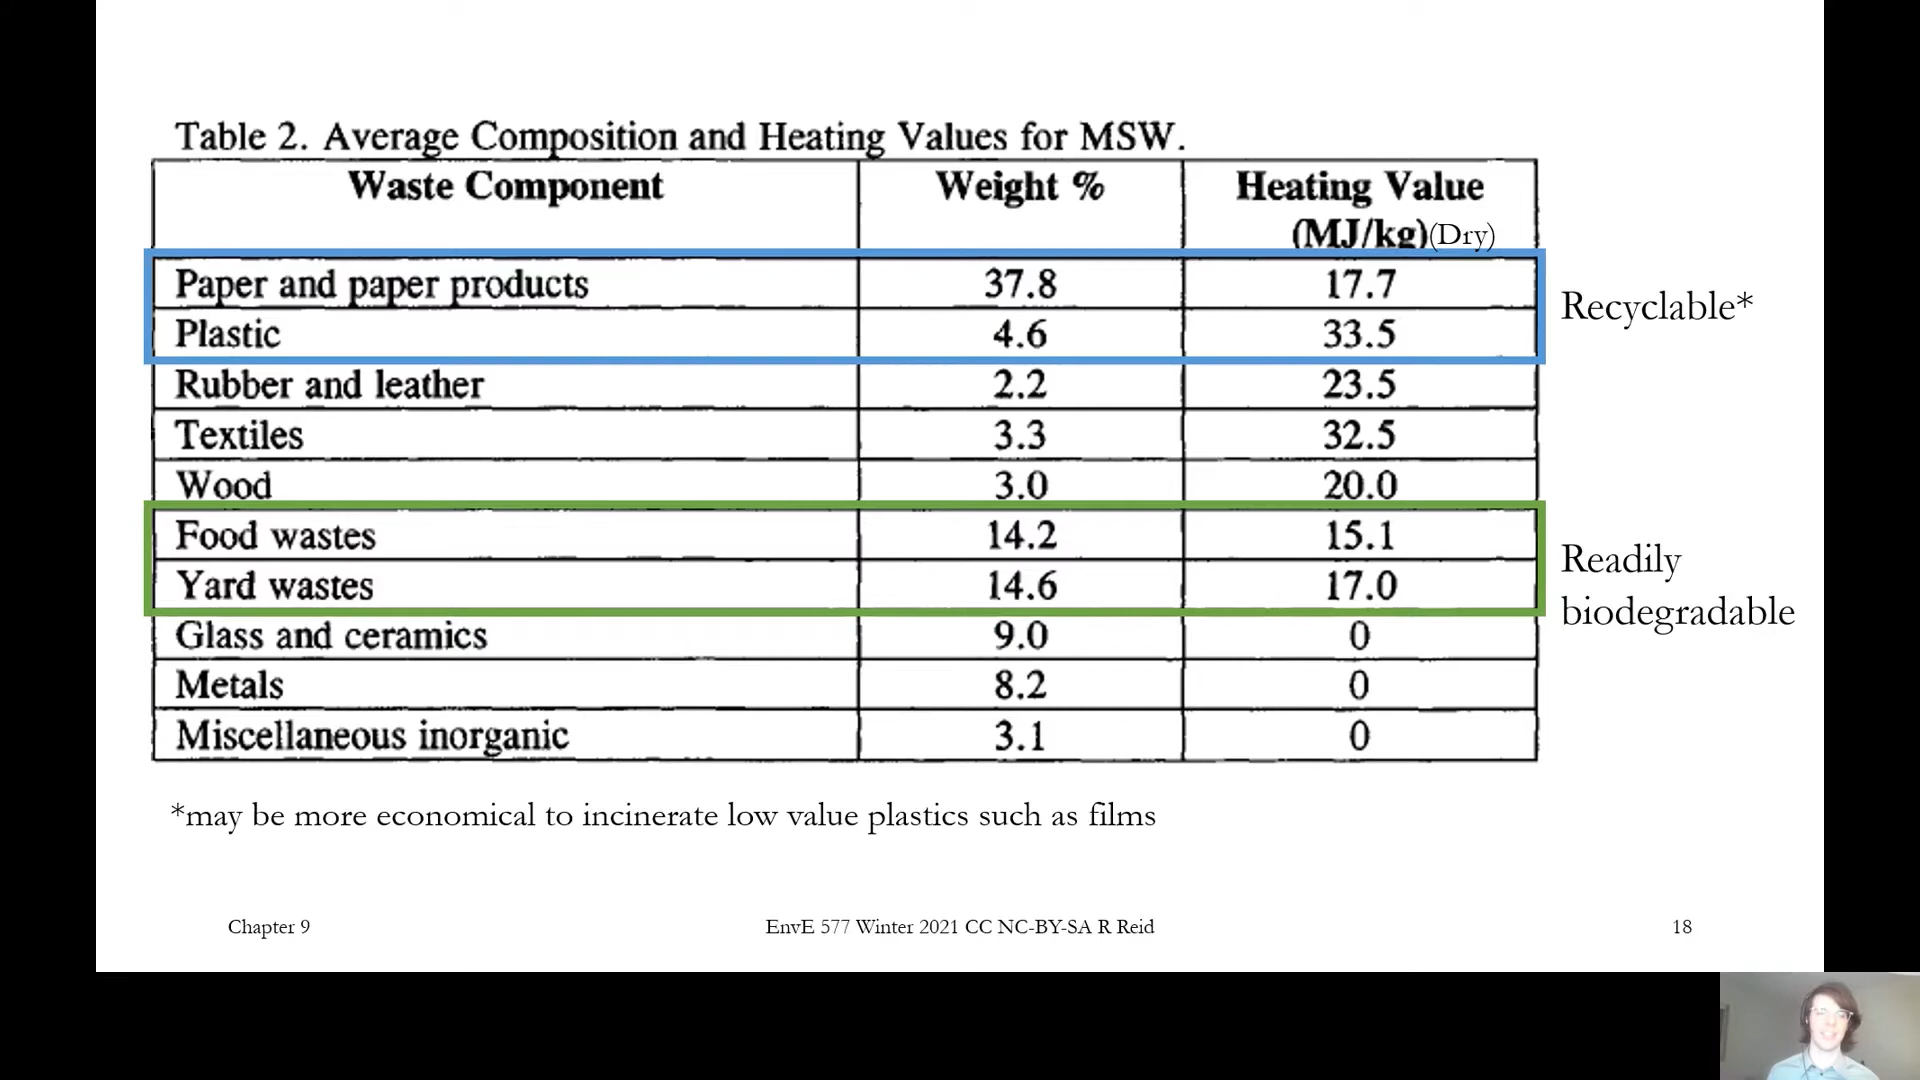 Table 2. Average Composition and Heating Values for MSW.
Waste Component Weight % Heating Value
(MJ/kg)(Dry)
Paper and paper products 37.8 17.7
Recyclable*
Plastic 4.6 33.5
Rubber and leather 2.2 23.5
Textiles 3.3 32.5
Wood 3.0 20.0
Food wastes 14.2 15.1
Readily
Yard wastes 14.6 17.0
biodegradable
Glass and ceramics 9.0 0
Metals 8.2 0
Miscellaneous inorganic 3.1 0
*may be more economical to incinerate low value plastics such as films
Chapter 9 EnvE 577 Winter 2021 CC NC-BY-SA R Reid 18